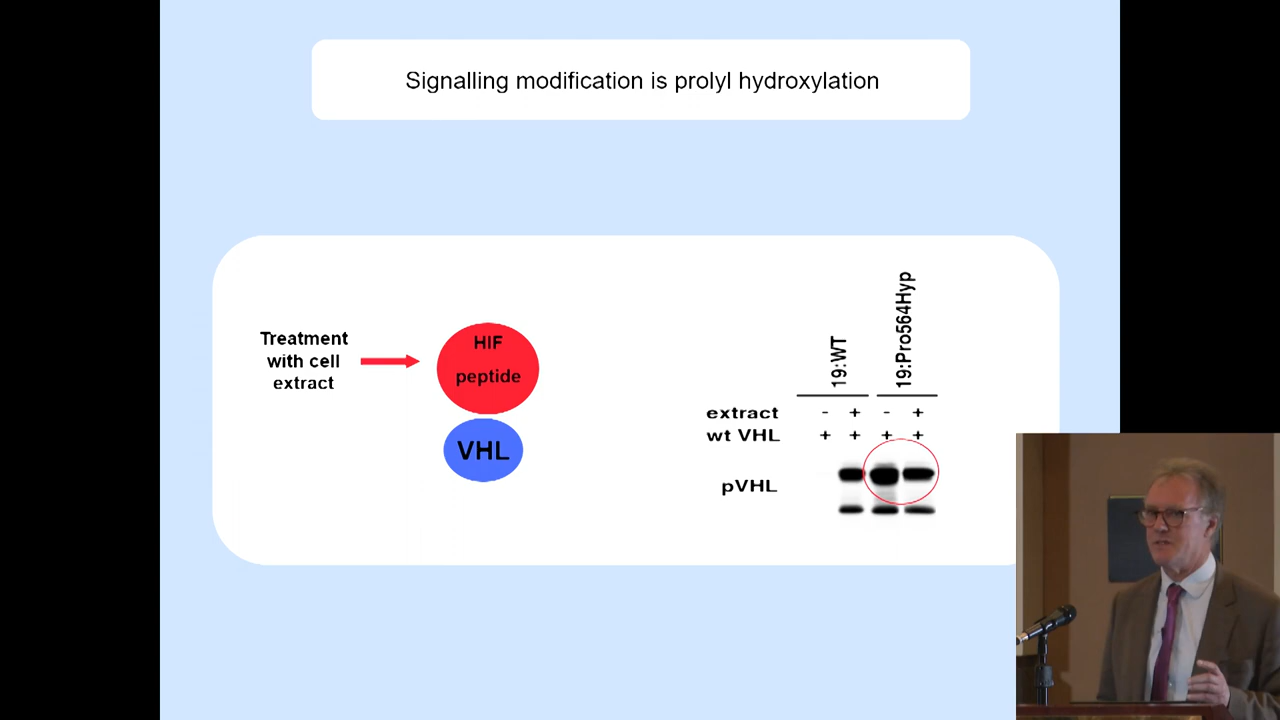 Signalling modification is prolyl hydroxylation
Treatment
with cell
extract
HIF
peptide
VHL
19:WT
19:Pro564Hyp
extract - + - +
wt VHL + + + +
pVHL